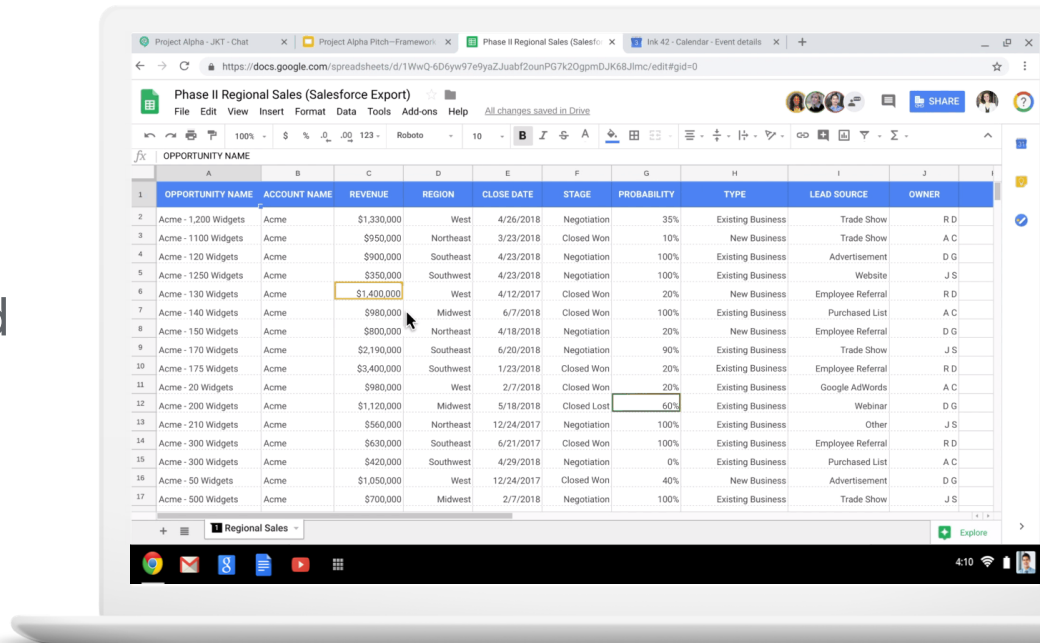 Project Alpha - JKT - Chat Project Alpha Pitch—Framework Phase II Regional Sales (Salesfo Ink 42 - Calendar - Event details
https://docs.google.com/spreadsheets/d/1WwQ-6D6yw97e9yaZJuabf2ounPG7k2OgpmDJK68Jlmc/edit#gid=0
Phase II Regional Sales (Salesforce Export)
File Edit View Insert Format Data Tools Add-ons Help All changes saved in Drive SHARE
100% $ % .0 .00 123 Roboto 10 B I S A
fx OPPORTUNITY NAME
A B C D E F G H I J
1 OPPORTUNITY NAME ACCOUNT NAME REVENUE REGION CLOSE DATE STAGE PROBABILITY TYPE LEAD SOURCE OWNER
2 Acme - 1,200 Widgets Acme $1,330,000 West 4/26/2018 Negotiation 35% Existing Business Trade Show R D
3 Acme - 1100 Widgets Acme $950,000 Northeast 3/23/2018 Closed Won 10% New Business Trade Show A C
4 Acme - 120 Widgets Acme $900,000 Southeast 4/23/2018 Negotiation 100% Existing Business Advertisement D G
5 Acme - 1250 Widgets Acme $350,000 Southwest 4/23/2018 Negotiation 100% Existing Business Website J S
6 Acme - 130 Widgets Acme $1,400,000 West 4/12/2017 Closed Won 20% New Business Employee Referral R D
7 Acme - 140 Widgets Acme $980,000 Midwest 6/7/2018 Closed Won 100% Existing Business Purchased List A C
8 Acme - 150 Widgets Acme $800,000 Northeast 4/18/2018 Negotiation 20% New Business Employee Referral D G
9 Acme - 170 Widgets Acme $2,190,000 Southeast 6/20/2018 Negotiation 90% Existing Business Trade Show J S
10 Acme - 175 Widgets Acme $3,400,000 Southwest 1/23/2018 Closed Won 20% Existing Business Employee Referral R D
11 Acme - 20 Widgets Acme $980,000 West 2/7/2018 Closed Won 20% Existing Business Google AdWords A C
12 Acme - 200 Widgets Acme $1,120,000 Midwest 5/18/2018 Closed Lost 60% Existing Business Webinar D G
13 Acme - 210 Widgets Acme $560,000 Northeast 12/24/2017 Negotiation 100% Existing Business Other J S
14 Acme - 300 Widgets Acme $630,000 Southeast 6/21/2017 Closed Won 100% Existing Business Employee Referral R D
15 Acme - 300 Widgets Acme $420,000 Southwest 4/29/2018 Negotiation 0% Existing Business Purchased List A C
16 Acme - 50 Widgets Acme $1,050,000 West 12/24/2017 Closed Won 40% New Business Advertisement D G
17 Acme - 500 Widgets Acme $700,000 Midwest 2/7/2018 Negotiation 100% Existing Business Trade Show J S
1 Regional Sales Explore
4:10